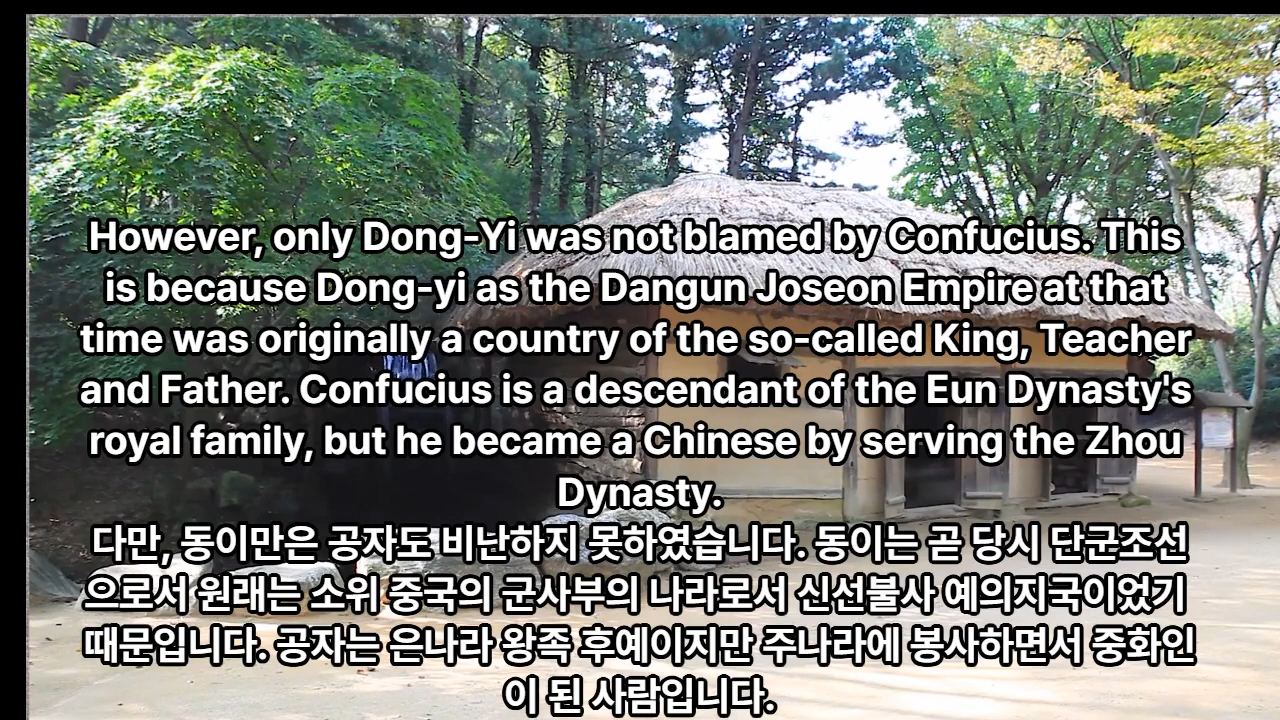 However, only Dong-Yi was not blamed by Confucius. This
is because Dong-yi as the Dangun Joseon Empire at that
time was originally a country of the so-called King, Teacher
and Father. Confucius is a descendant of the Eun Dynasty's
royal family, but he became a Chinese by serving the Zhou
Dynasty.
다만, 동이만은 공자도 비난하지 못하였습니다. 동이는 곧 당시 단군조선
으로서 원래는 소위 중국의 군사부의 나라로서 신선불사 예의지국이었기
때문입니다. 공자는 은나라 왕족 후예이지만 주나라에 봉사하면서 중화인
이 된 사람입니다.